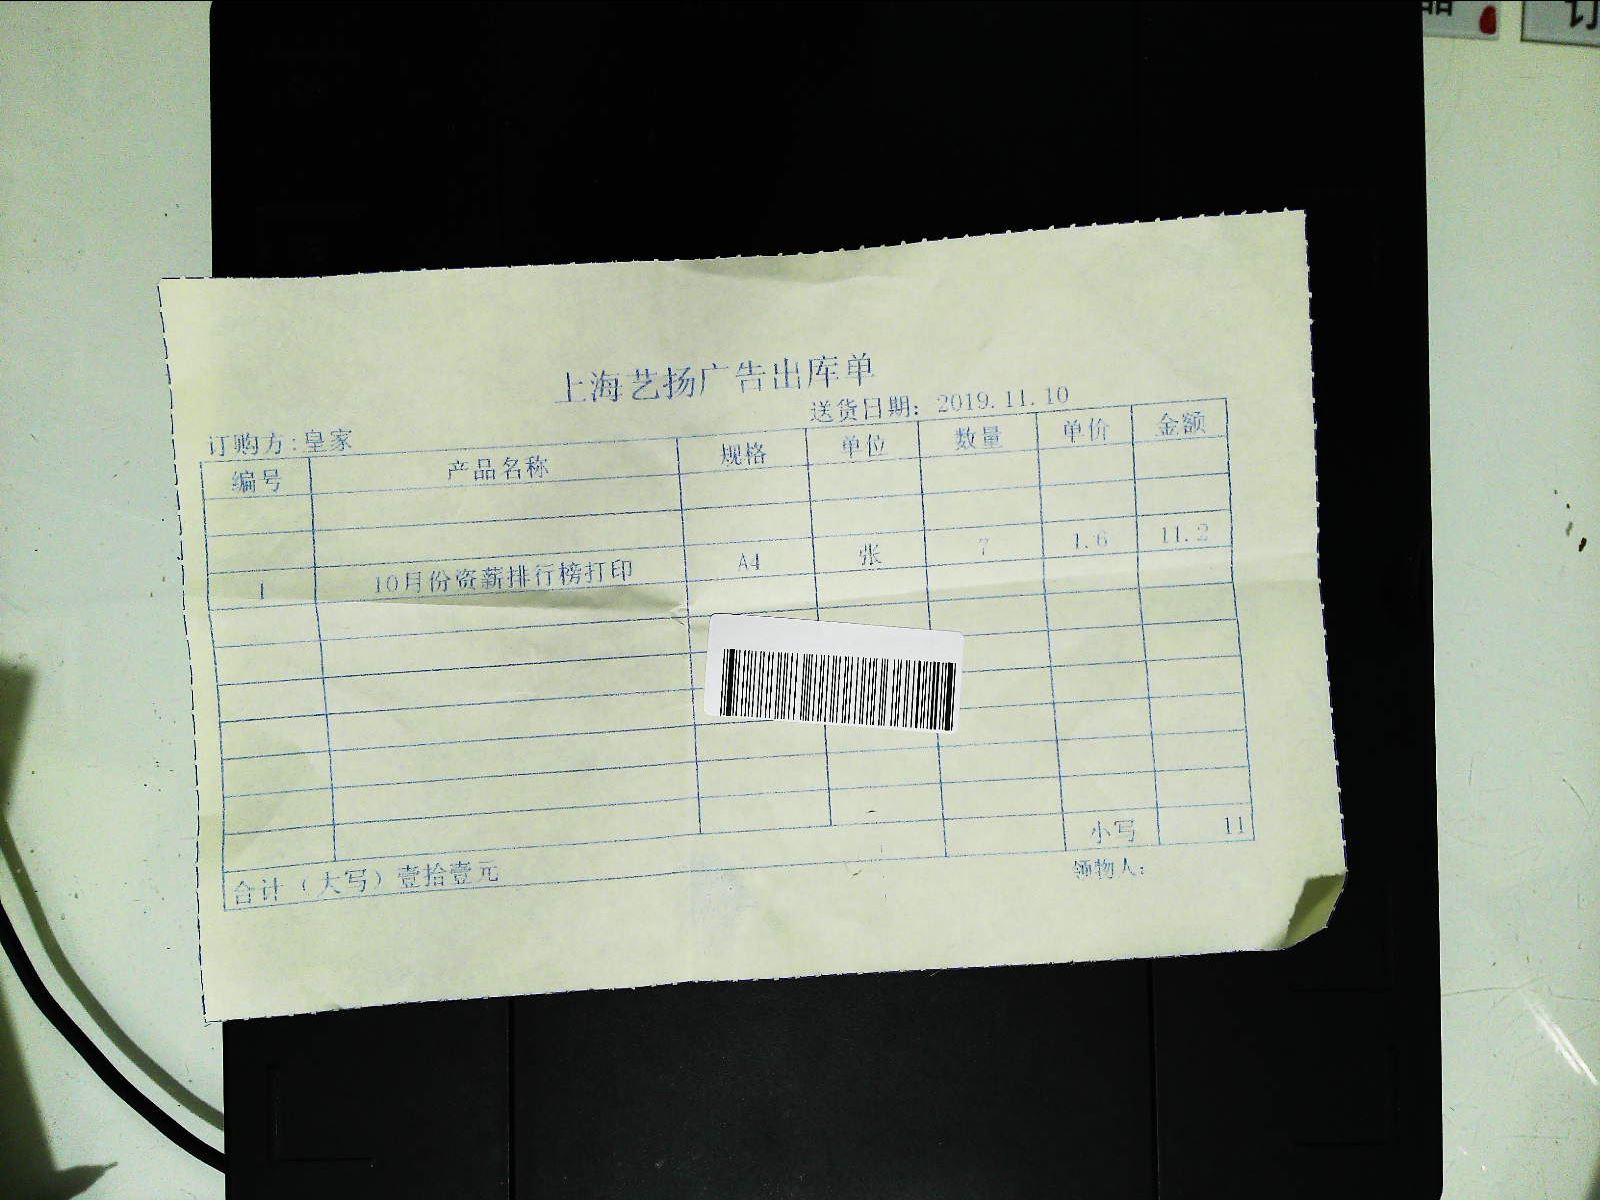 订
上海艺扬广告出库单
送货日期: 2019.11.10
订购方:皇家
编号 产品名称 规格 单位 数量 单价 金额
1 10月份资薪排行榜打印 A4 张 7 1.6 11.2
小写 11
合计（大写）壹拾壹元
领物人: